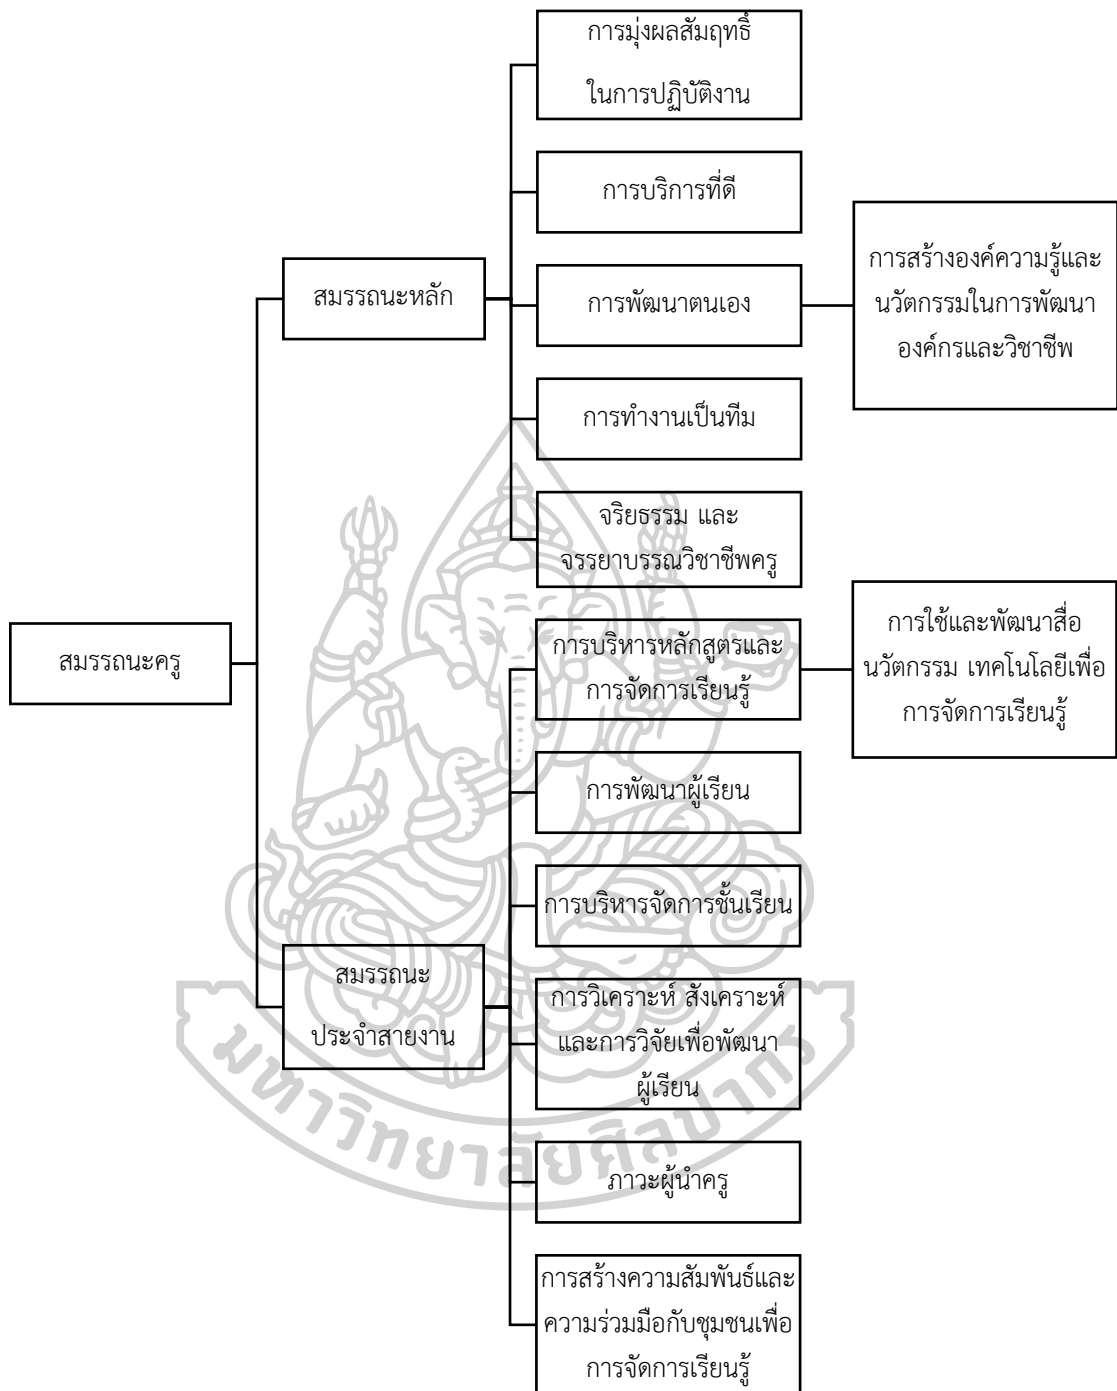 การมุ่งผลสัมฤทธิ์
ในการปฏิบัติงาน
การบริการที่ดี
การสร้างองค์ความรู้และ
นวัตกรรมในการพัฒนา
องค์กรและวิชาชีพ
สมรรถนะหลัก
การพัฒนาตนเอง
การทำงานเป็นทีม
จริยธรรม และ
จรรยาบรรณวิชาชีพครู
สมรรถนะครู
การบริหารหลักสูตรและ
การจัดการเรียนรู้
การใช้และพัฒนาสื่อ
นวัตกรรม เทคโนโลยีเพื่อ
การจัดการเรียนรู้
การพัฒนาผู้เรียน
การบริหารจัดการชั้นเรียน
สมรรถนะ
ประจำสายงาน
การวิเคราะห์ สังเคราะห์
และการวิจัยเพื่อพัฒนา
ผู้เรียน
ภาวะผู้นำครู
การสร้างความสัมพันธ์และ
ความร่วมมือกับชุมชนเพื่อ
การจัดการเรียนรู้
มหาวิทยาลัยศิลปากร